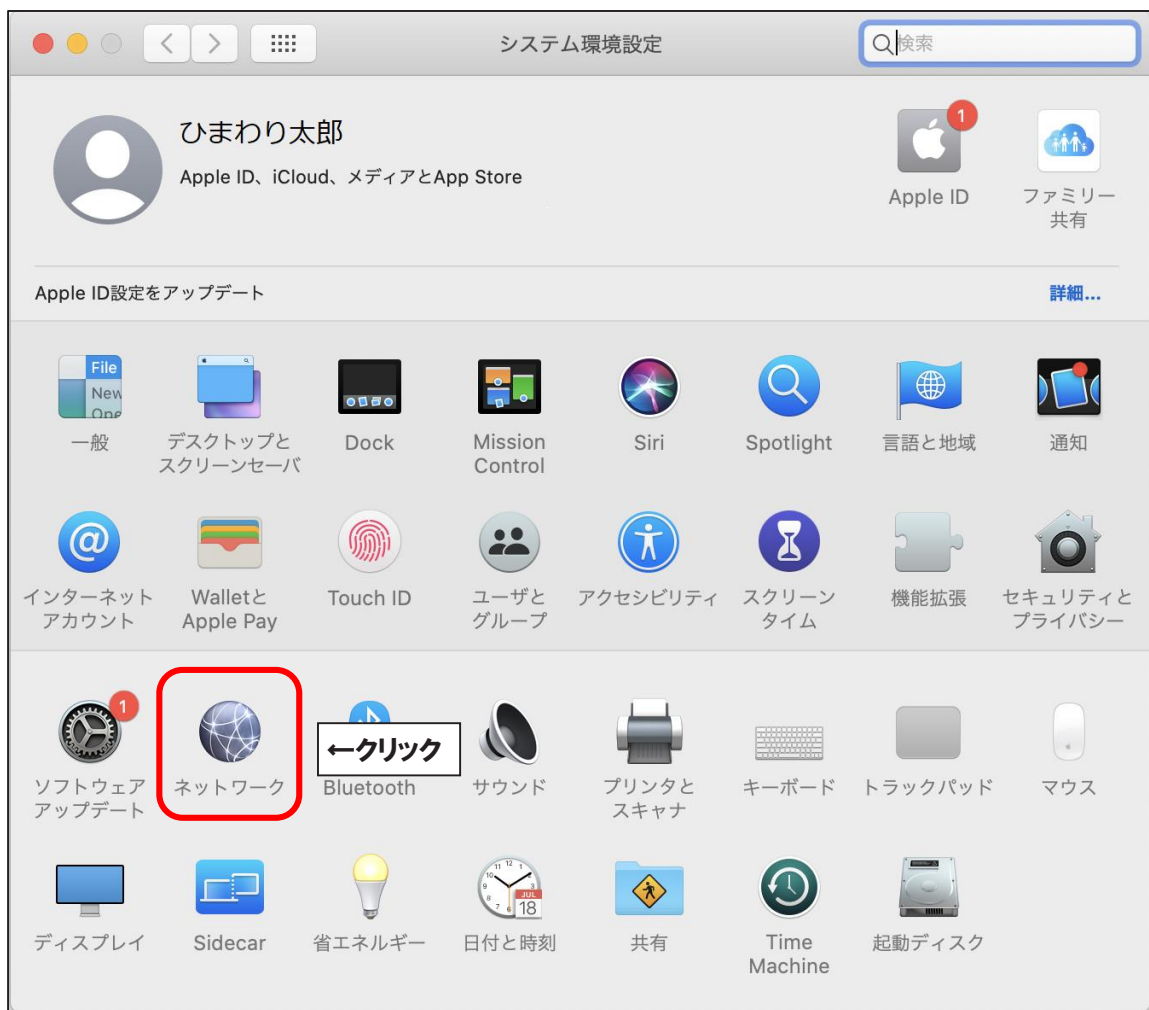 システム環境設定
検索
ひまわり太郎
Apple ID、iCloud、メディアとApp Store
1
Apple ID
ファミリー
共有
Apple ID設定をアップデート
詳細...
File
New
One
一般
デスクトップと
スクリーンセーバ
Dock
Mission
Control
Siri
Spotlight
言語と地域
通知
@
インターネット
アカウント
Walletと
Apple Pay
Touch ID
ユーザと
グループ
アクセシビリティ
スクリーン
タイム
機能拡張
セキュリティと
プライバシー
1
ソフトウェア
アップデート
ネットワーク
←クリック
Bluetooth
サウンド
プリンタと
スキャナ
キーボード
トラックパッド
マウス
ディスプレイ
Sidecar
省エネルギー
11 12 1
10
9 3
8
7 6
JUL
18
日付と時刻
共有
Time
Machine
起動ディスク